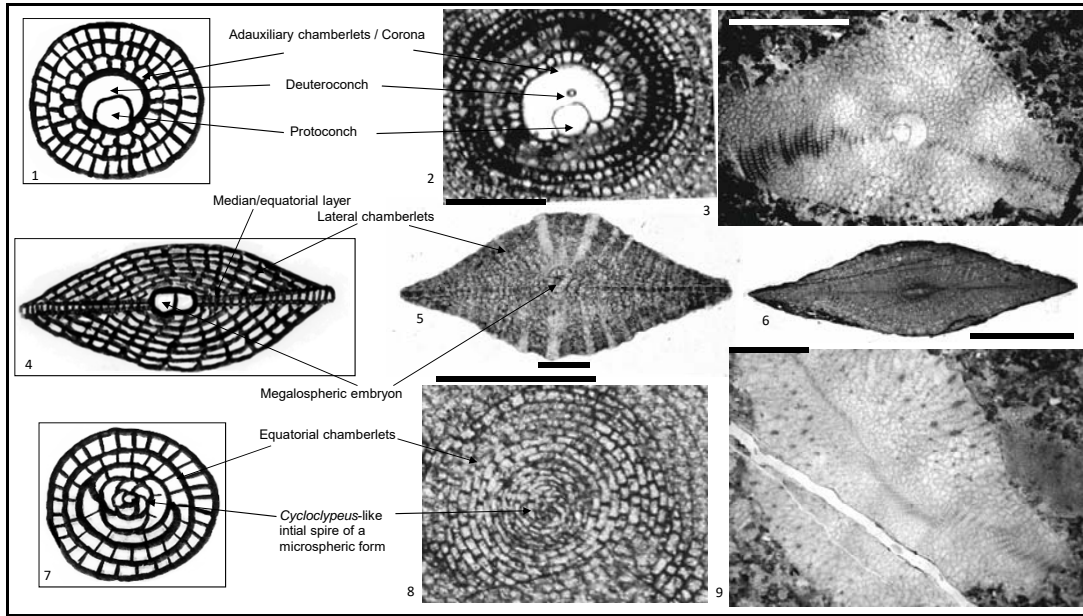 Adauxiliary chamberlets / Corona
Deuteroconch
Protoconch
1
2
3
Median/equatorial layer
Lateral chamberlets
4
5
6
Megalospheric embryon
Equatorial chamberlets
Cycloclypeus-like
intial spire of a
microspheric form
7
8
9